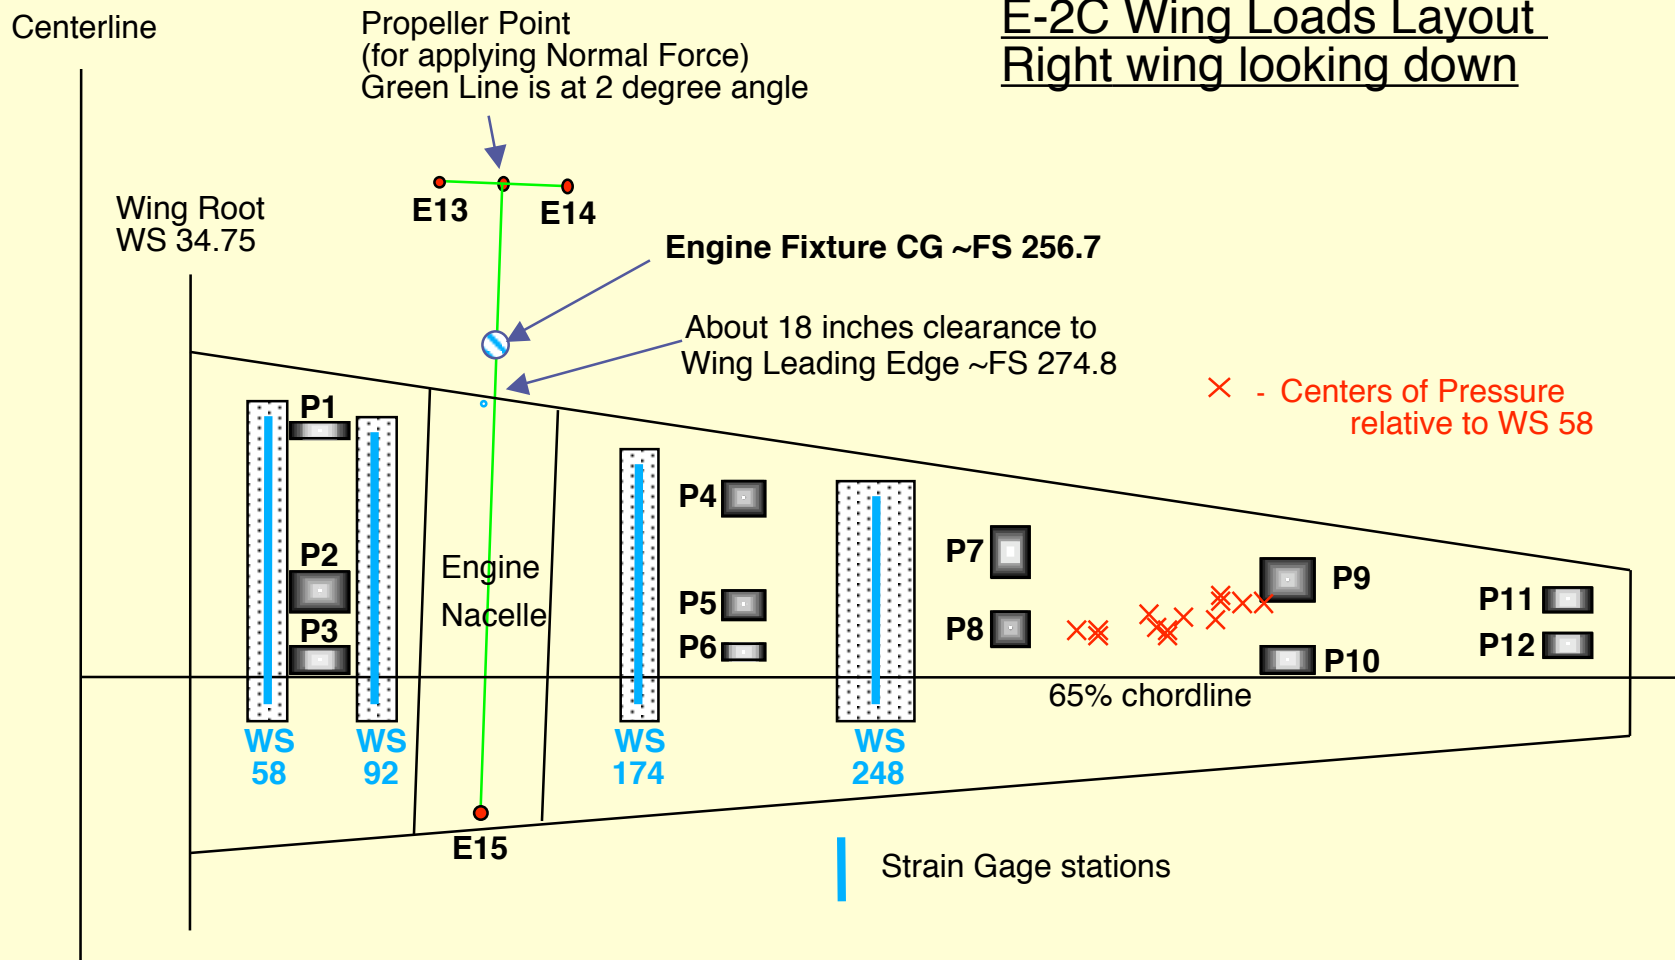 Centerline
Propeller Point
(for applying Normal Force)
Green Line is at 2 degree angle
E-2C Wing Loads Layout
Right wing looking down
Wing Root
WS 34.75
E13
E14
Engine Fixture CG ~FS 256.7
About 18 inches clearance to
Wing Leading Edge ~FS 274.8
- Centers of Pressure
relative to WS 58
P1
P2
P3
Engine
Nacelle
P4
P5
P6
P7
P8
P9
P10
P11
P12
65% chordline
WS
58
WS
92
WS
174
WS
248
E15
Strain Gage stations